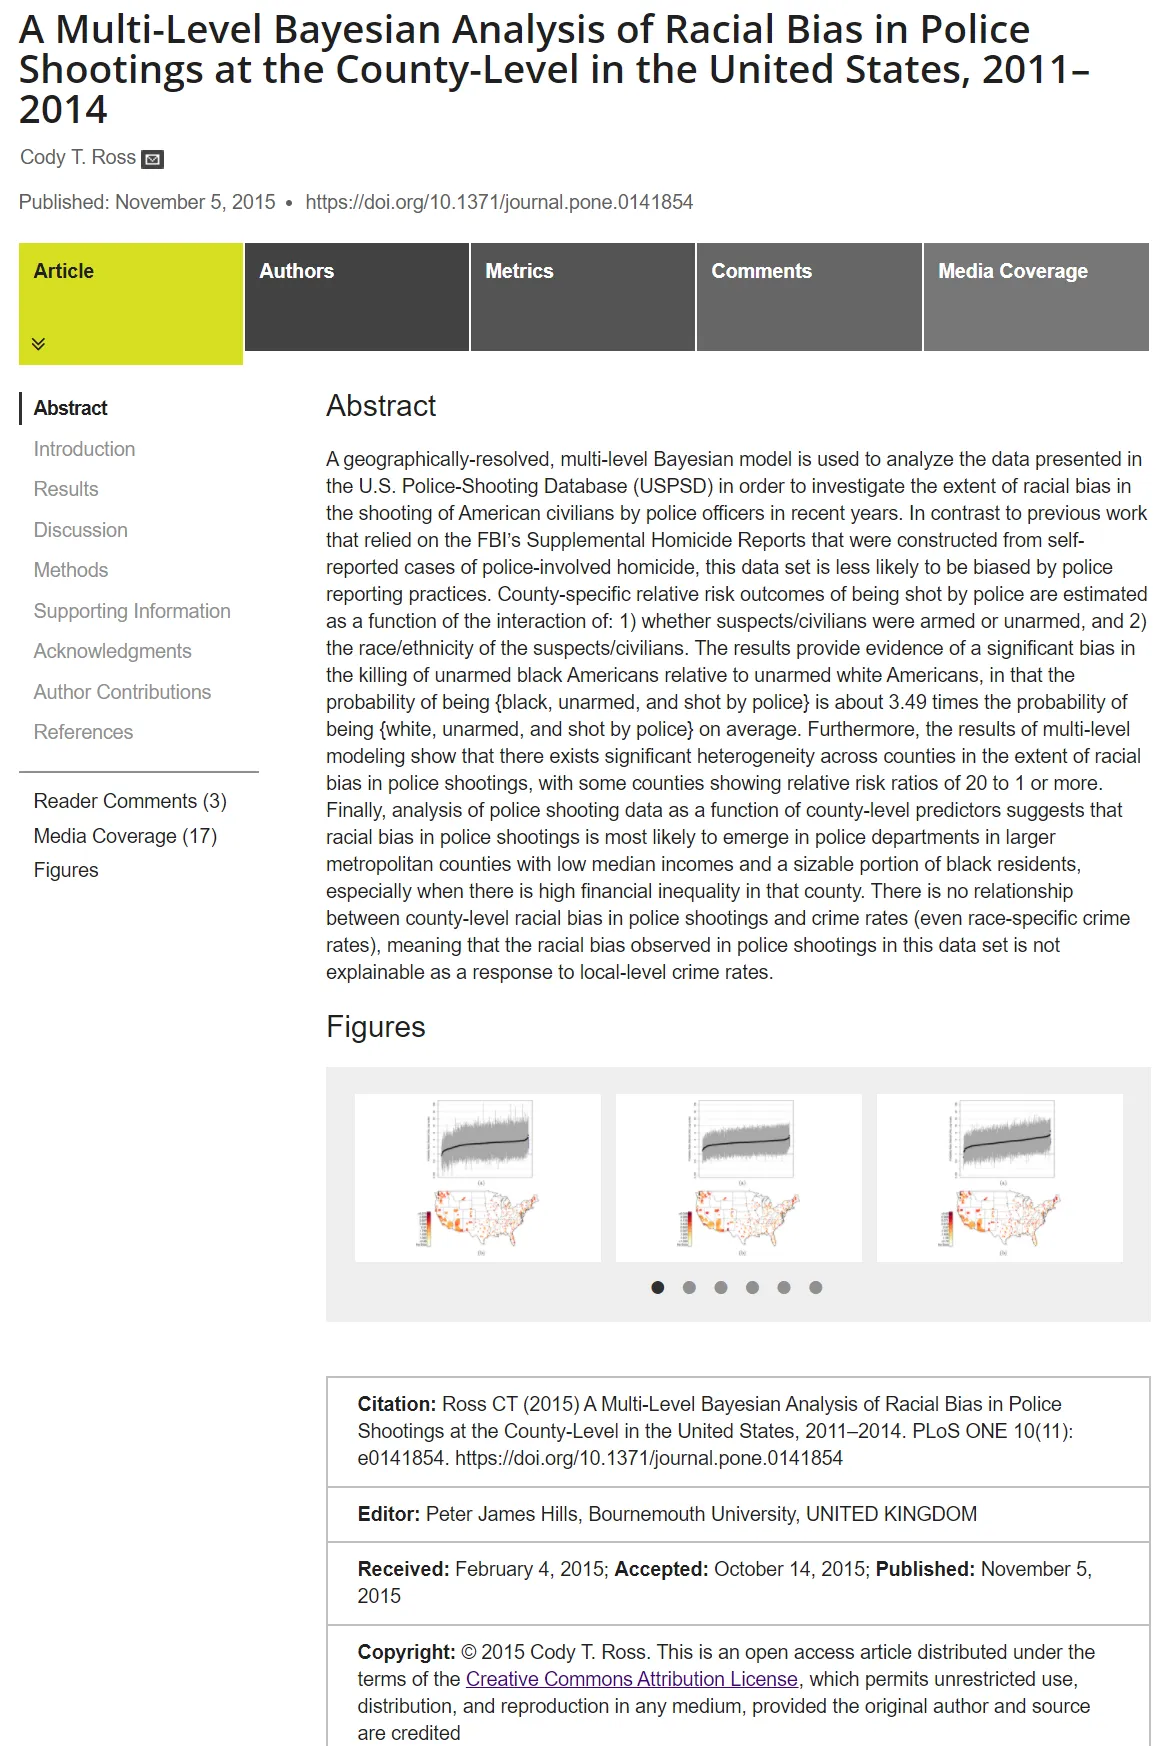 A Multi-Level Bayesian Analysis of Racial Bias in Police
Shootings at the County-Level in the United States, 2011–
2014
Cody T. Ross
Published: November 5, 2015 • https://doi.org/10.1371/journal.pone.0141854
Article
Authors
Metrics
Comments
Media Coverage
Abstract
Introduction
Results
Discussion
Methods
Supporting Information
Acknowledgments
Author Contributions
References
Reader Comments (3)
Media Coverage (17)
Figures
Abstract
A geographically-resolved, multi-level Bayesian model is used to analyze the data presented in
the U.S. Police-Shooting Database (USPSD) in order to investigate the extent of racial bias in
the shooting of American civilians by police officers in recent years. In contrast to previous work
that relied on the FBI’s Supplemental Homicide Reports that were constructed from self-
reported cases of police-involved homicide, this data set is less likely to be biased by police
reporting practices. County-specific relative risk outcomes of being shot by police are estimated
as a function of the interaction of: 1) whether suspects/civilians were armed or unarmed, and 2)
the race/ethnicity of the suspects/civilians. The results provide evidence of a significant bias in
the killing of unarmed black Americans relative to unarmed white Americans, in that the
probability of being {black, unarmed, and shot by police} is about 3.49 times the probability of
being {white, unarmed, and shot by police} on average. Furthermore, the results of multi-level
modeling show that there exists significant heterogeneity across counties in the extent of racial
bias in police shootings, with some counties showing relative risk ratios of 20 to 1 or more.
Finally, analysis of police shooting data as a function of county-level predictors suggests that
racial bias in police shootings is most likely to emerge in police departments in larger
metropolitan counties with low median incomes and a sizable portion of black residents,
especially when there is high financial inequality in that county. There is no relationship
between county-level racial bias in police shootings and crime rates (even race-specific crime
rates), meaning that the racial bias observed in police shootings in this data set is not
explainable as a response to local-level crime rates.
Figures
(a)
(a)
(a)
(b)
(b)
(b)
Citation: Ross CT (2015) A Multi-Level Bayesian Analysis of Racial Bias in Police
Shootings at the County-Level in the United States, 2011–2014. PLoS ONE 10(11):
e0141854. https://doi.org/10.1371/journal.pone.0141854
Editor: Peter James Hills, Bournemouth University, UNITED KINGDOM
Received: February 4, 2015; Accepted: October 14, 2015; Published: November 5,
2015
Copyright: © 2015 Cody T. Ross. This is an open access article distributed under the
terms of the Creative Commons Attribution License, which permits unrestricted use,
distribution, and reproduction in any medium, provided the original author and source
are credited